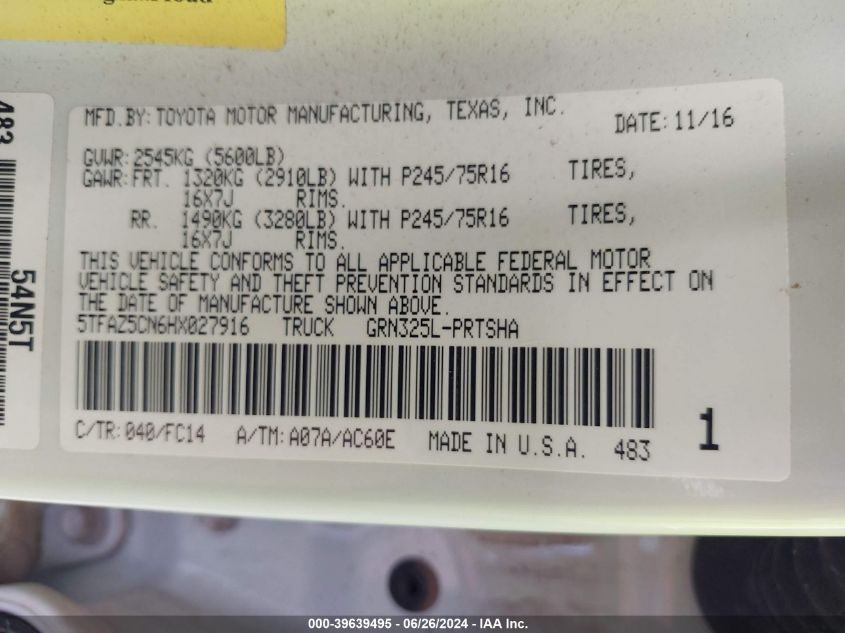 MFD.BY:TOYOTA MOTOR MANUFACTURING, TEXAS, INC. DATE:11/16
GVWR:2545KG (5600LB)
GAWR:FRT. 1320KG (2910LB) WITH P245/75R16 TIRES,
16X7J RIMS.
RR. 1490KG (3280LB) WITH P245/75R16 TIRES,
16X7J RIMS.
THIS VEHICLE CONFORMS TO ALL APPLICABLE FEDERAL MOTOR
VEHICLE SAFETY AND THEFT PREVENTION STANDARDS IN EFFECT ON
THE DATE OF MANUFACTURE SHOWN ABOVE.
5TFAZ5CN6HX027916 TRUCK GRN325L-PRTSHA
C/TR:040/FC14 A/TM:A07A/AC60E MADE IN U.S.A. 483 1
483
54N5T
000-39639495 - 06/26/2024 - IAA Inc.